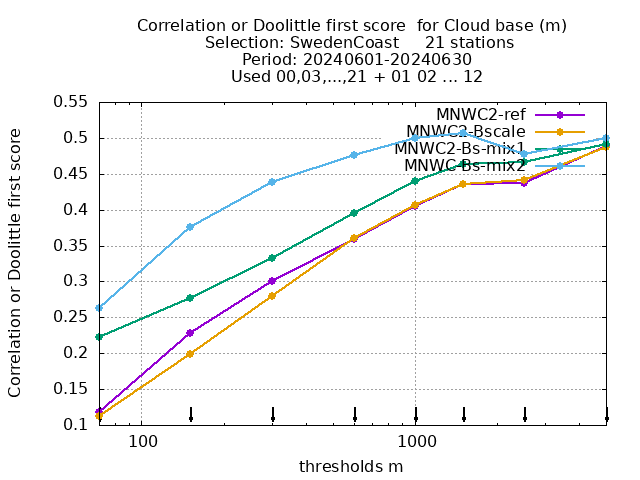 Correlation or Doolittle first score  for Cloud base (m)
Selection: SwedenCoast     21 stations
Period: 20240601-20240630
Used 00,03,...,21 + 01 02 ... 12
MNWC2-ref
MNWC2-Bscale
MNWC2-Bs-mix1
MNWC-Bs-mix2
Correlation or Doolittle first score
0.55
0.5
0.45
0.4
0.35
0.3
0.25
0.2
0.15
0.1
100
1000
thresholds m